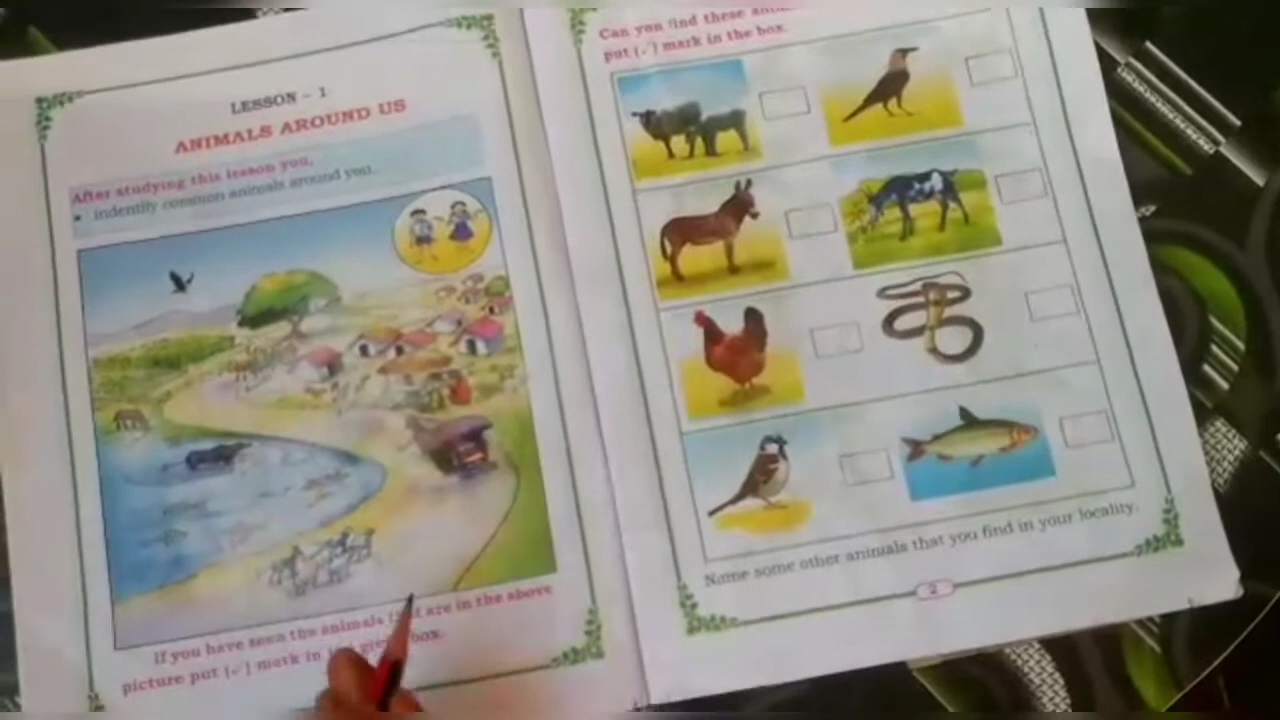 LESSON – 1
ANIMALS AROUND US
After studying this lesson you,
• indentify common animals around you.
If you have seen the animals that are in the above
picture put (✓) mark in the given box.
Can you find these
put (✓) mark in the box.
Name some other animals that you find in your locality.
2